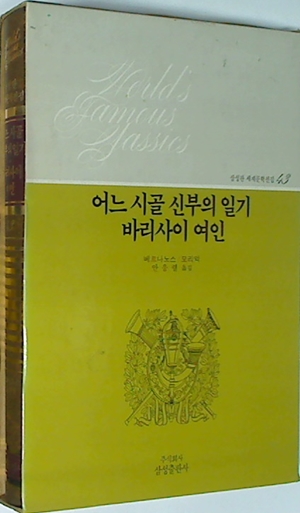 World's
Famous
Classics
삼성판 세계문학전집 43
어느 시골 신부의 일기
바리사이 여인
베르나노스 모리악
안응렬 옮김
주식회사
삼성출판사